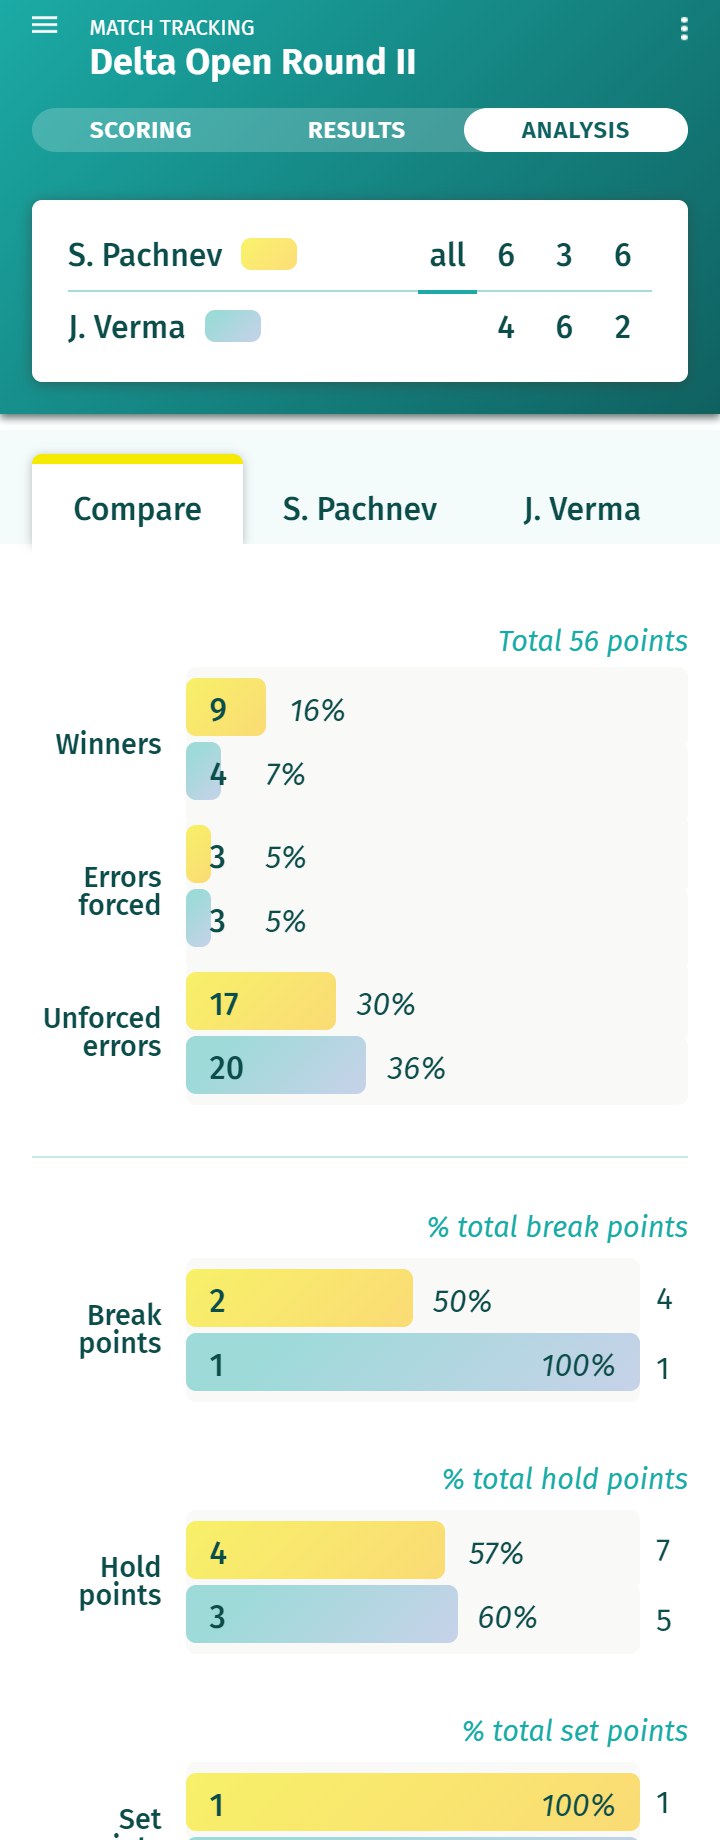 MATCH TRACKING
Delta Open Round II
SCORING RESULTS ANALYSIS
S. Pachnev all 6 3 6
J. Verma 4 6 2
Compare S. Pachnev J. Verma
Total 56 points
9 16%
Winners
4 7%
3 5%
Errors
forced
3 5%
17 30%
Unforced
errors
20 36%
% total break points
2 50% 4
Break
points
1 100% 1
% total hold points
4 57% 7
Hold
points
3 60% 5
% total set points
1 100% 1
Set